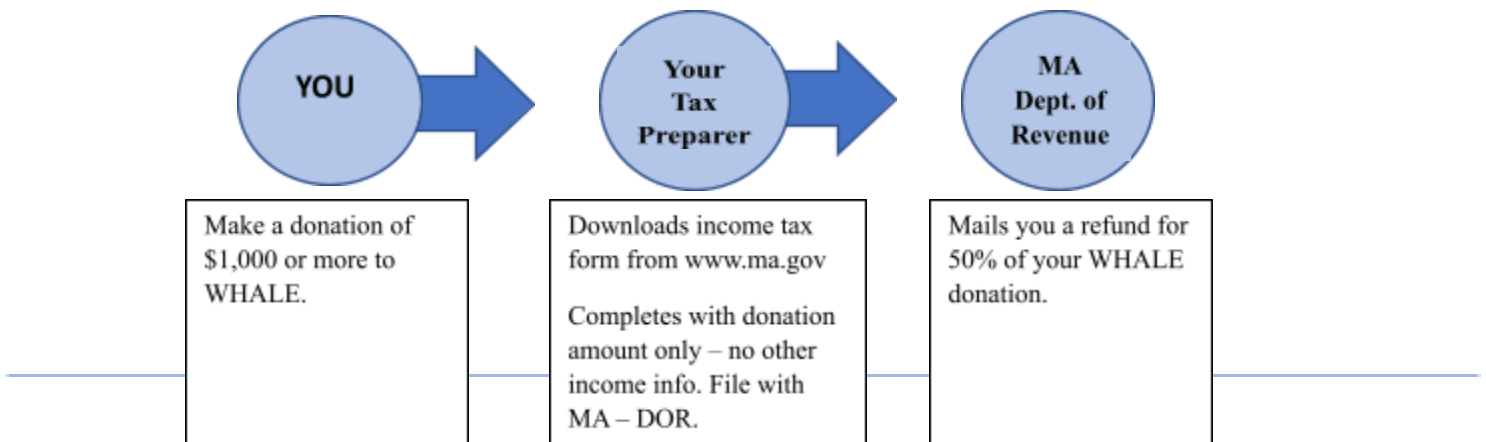 YOU
Your
Tax
Preparer
MA
Dept. of
Revenue
Make a donation of
$1,000 or more to
WHALE.
Downloads income tax
form from www.ma.gov
Completes with donation
amount only – no other
income info. File with
MA – DOR.
Mails you a refund for
50% of your WHALE
donation.